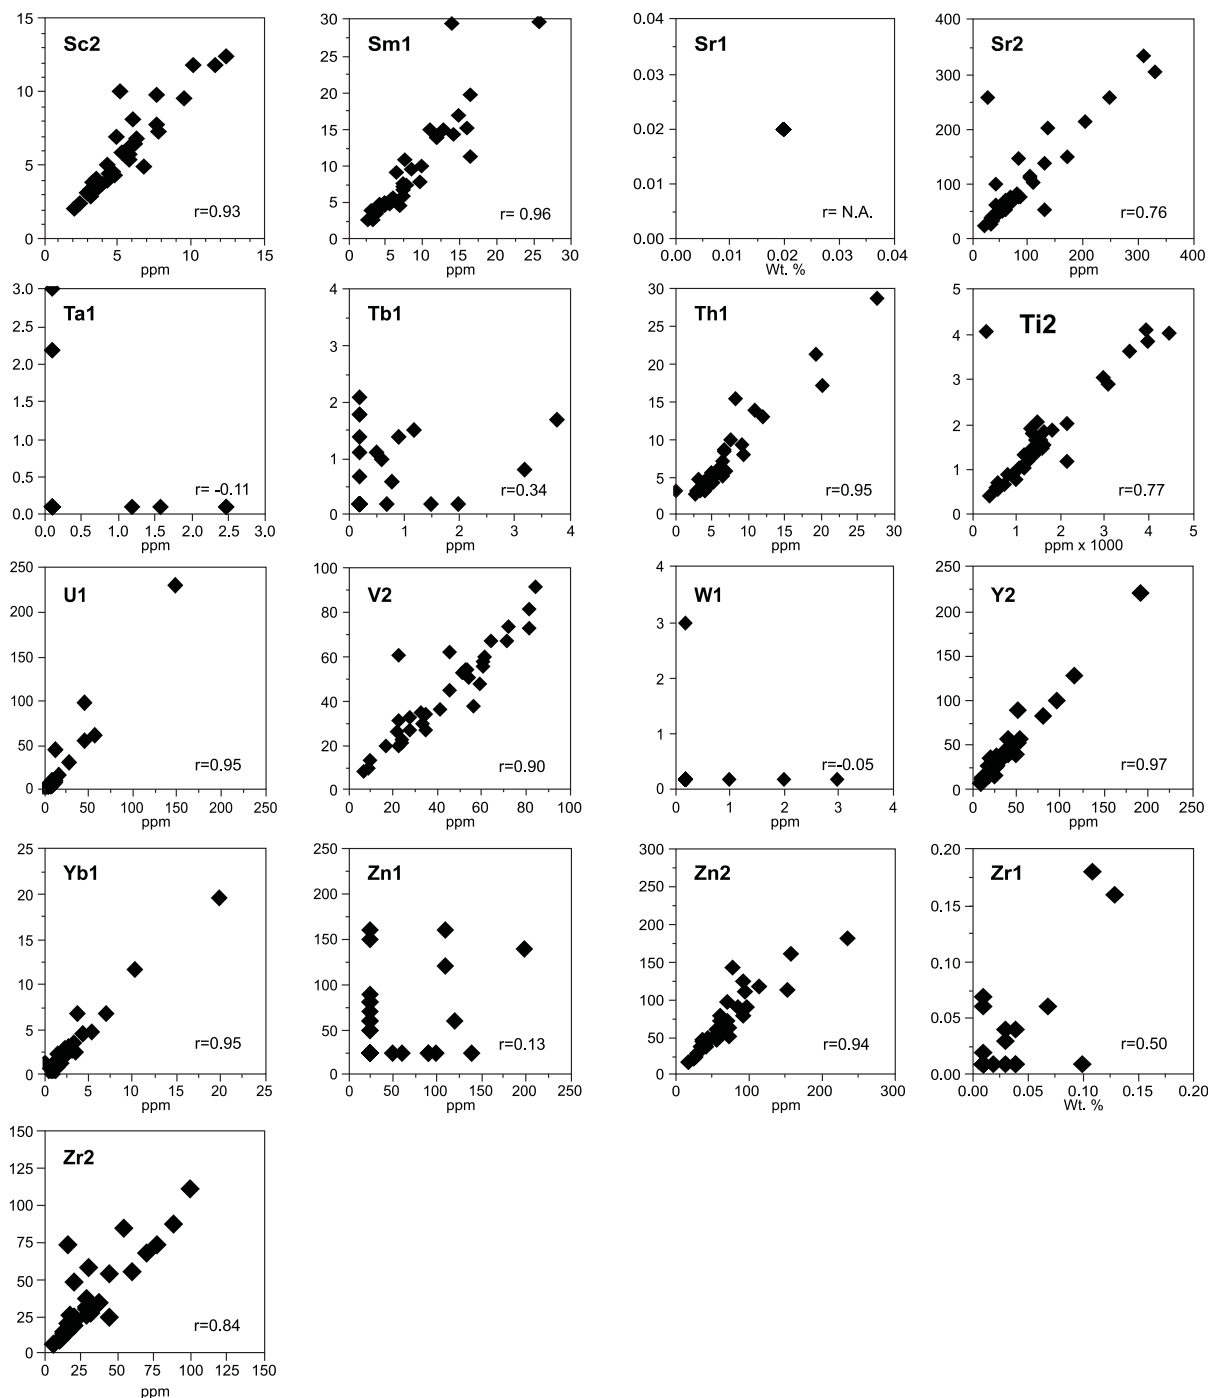 Sc2
15
10
5
0
r=0.93
0 5 10 15
ppm
Sm1
30
25
20
15
10
5
0
r= 0.96
0 5 10 15 20 25 30
ppm
Sr1
0.04
0.03
0.02
0.01
0.00
r= N.A.
0.00 0.01 0.02 0.03 0.04
Wt. %
Sr2
400
300
200
100
0
r=0.76
0 100 200 300 400
ppm
Ta1
3.0
2.5
2.0
1.5
1.0
0.5
0.0
r= -0.11
0.0 0.5 1.0 1.5 2.0 2.5 3.0
ppm
Tb1
4
3
2
1
0
r=0.34
0 1 2 3 4
ppm
Th1
30
25
20
15
10
5
0
r=0.95
0 5 10 15 20 25 30
ppm
Ti2
5
4
3
2
1
0
r=0.77
0 1 2 3 4 5
ppm x 1000
U1
250
200
150
100
50
0
r=0.95
0 50 100 150 200 250
ppm
V2
100
80
60
40
20
0
r=0.90
0 20 40 60 80 100
ppm
W1
4
3
2
1
0
r=-0.05
0 1 2 3 4
ppm
Y2
250
200
150
100
50
0
r=0.97
0 50 100 150 200 250
ppm
Yb1
25
20
15
10
5
0
r=0.95
0 5 10 15 20 25
ppm
Zn1
250
200
150
100
50
0
r=0.13
0 50 100 150 200 250
ppm
Zn2
300
250
200
150
100
50
0
r=0.94
0 50 100 150 200 300
ppm
Zr1
0.20
0.15
0.10
0.05
0.00
r=0.50
0.00 0.05 0.10 0.15 0.20
Wt. %
Zr2
150
125
100
75
50
25
0
r=0.84
0 25 50 75 100 125 150
ppm